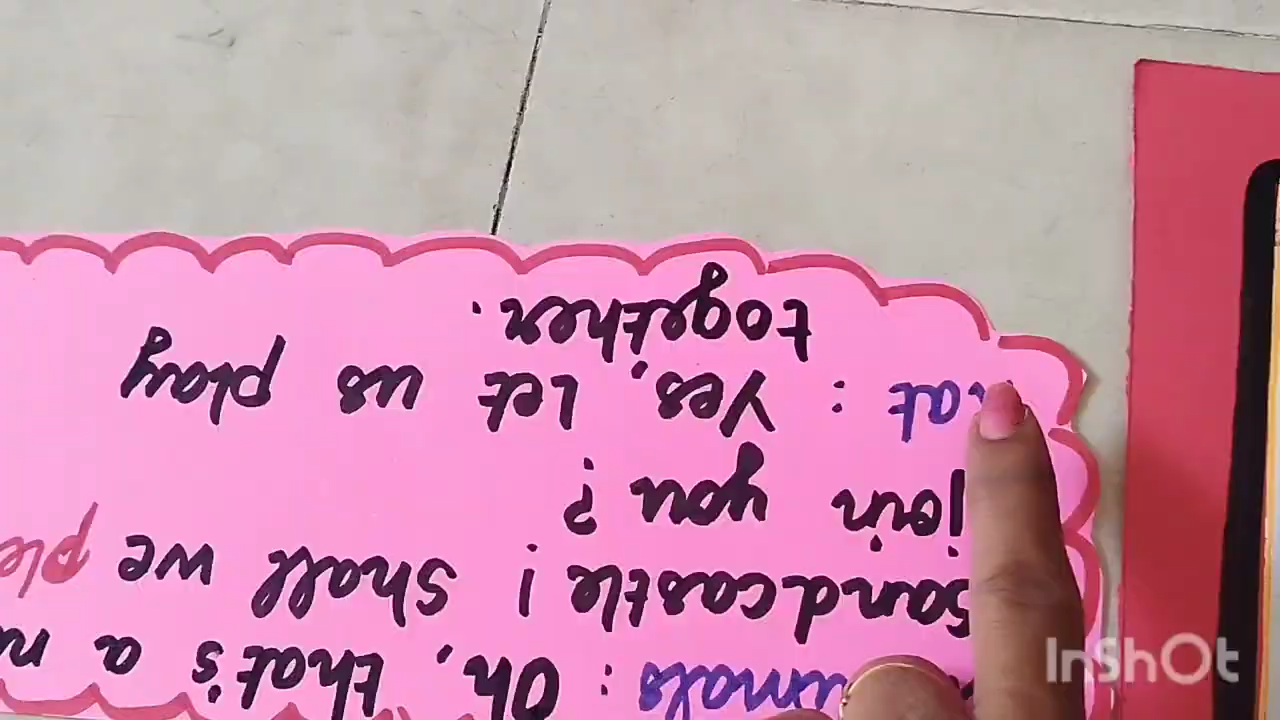 Oh, that's a
sandcastle! Shall we
join you?
: Yes, Let us play
together.
InShOt